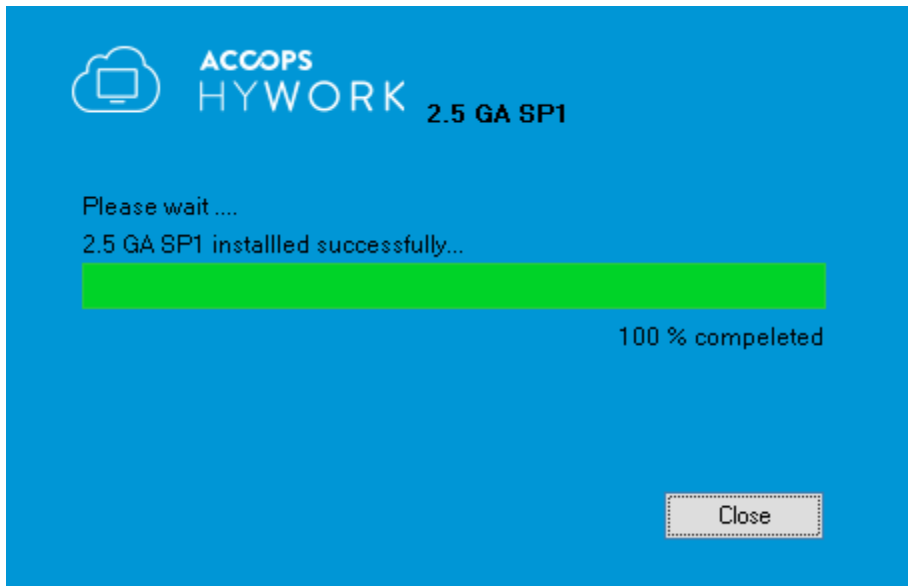 ACCOPS
HYWORK 2.5 GA SP1
Please wait ....
2.5 GA SP1 installled successfully...
100 % compeleted
Close